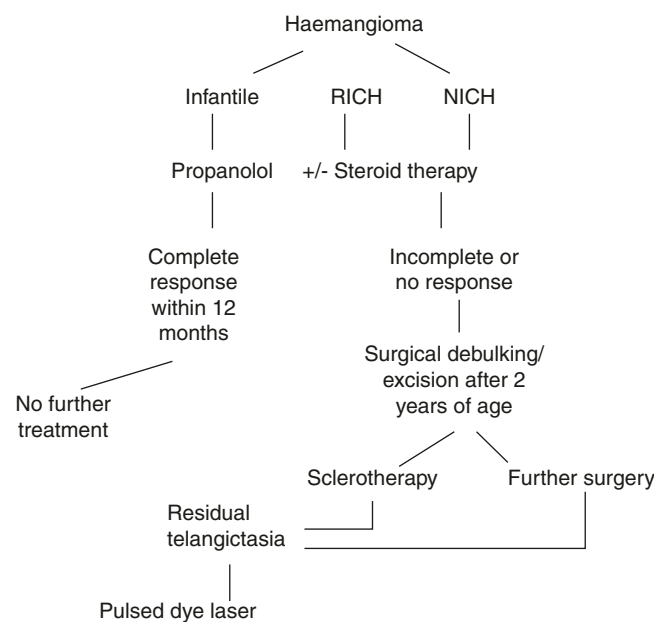 Haemangioma
Infantile RICH NICH
Propanolol +/- Steroid therapy
Complete
response
within 12
months
Incomplete or
no response
Surgical debulking/
excision after 2
years of age
No further
treatment
Sclerotherapy Further surgery
Residual
telangictasia
Pulsed dye laser